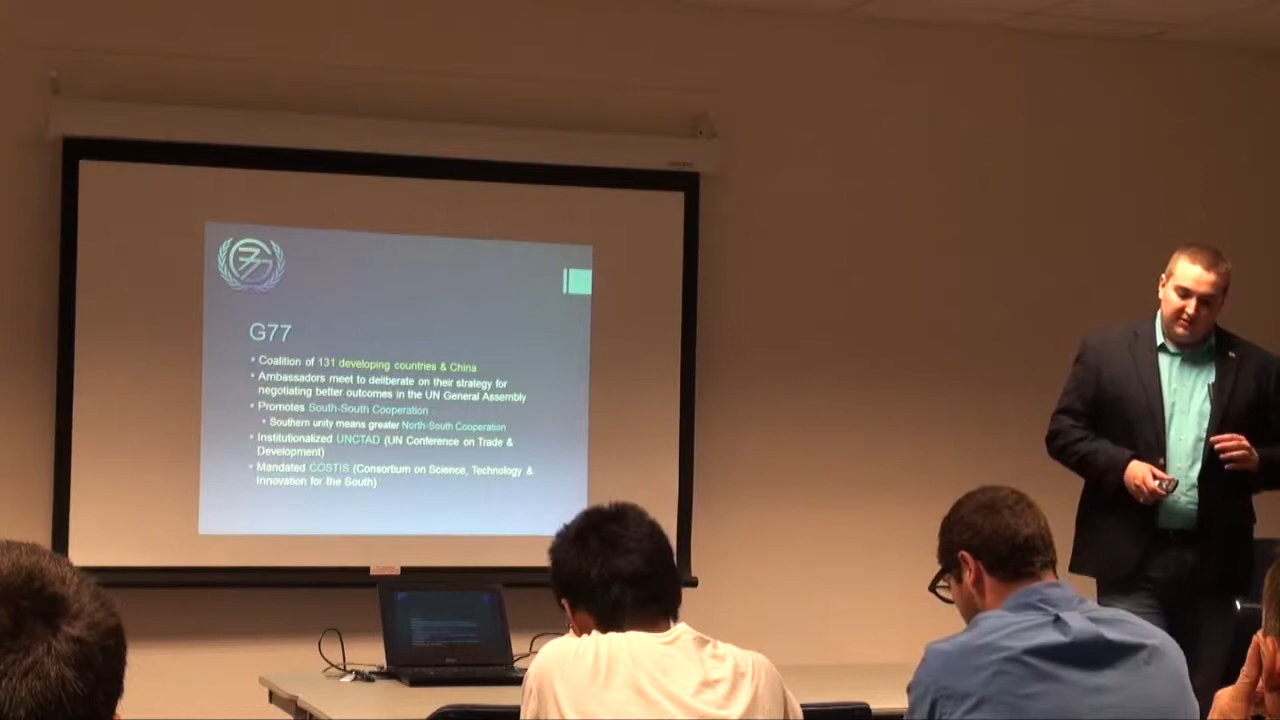 G77
• Coalition of 131 developing countries & China
• Ambassadors meet to deliberate on their strategy for
negotiating better outcomes in the UN General Assembly
• Promotes South-South Cooperation
• Southern unity means greater North-South Cooperation
• Institutionalized UNCTAD (UN Conference on Trade &
Development)
• Mandated COSTIS (Consortium on Science, Technology &
Innovation for the South)